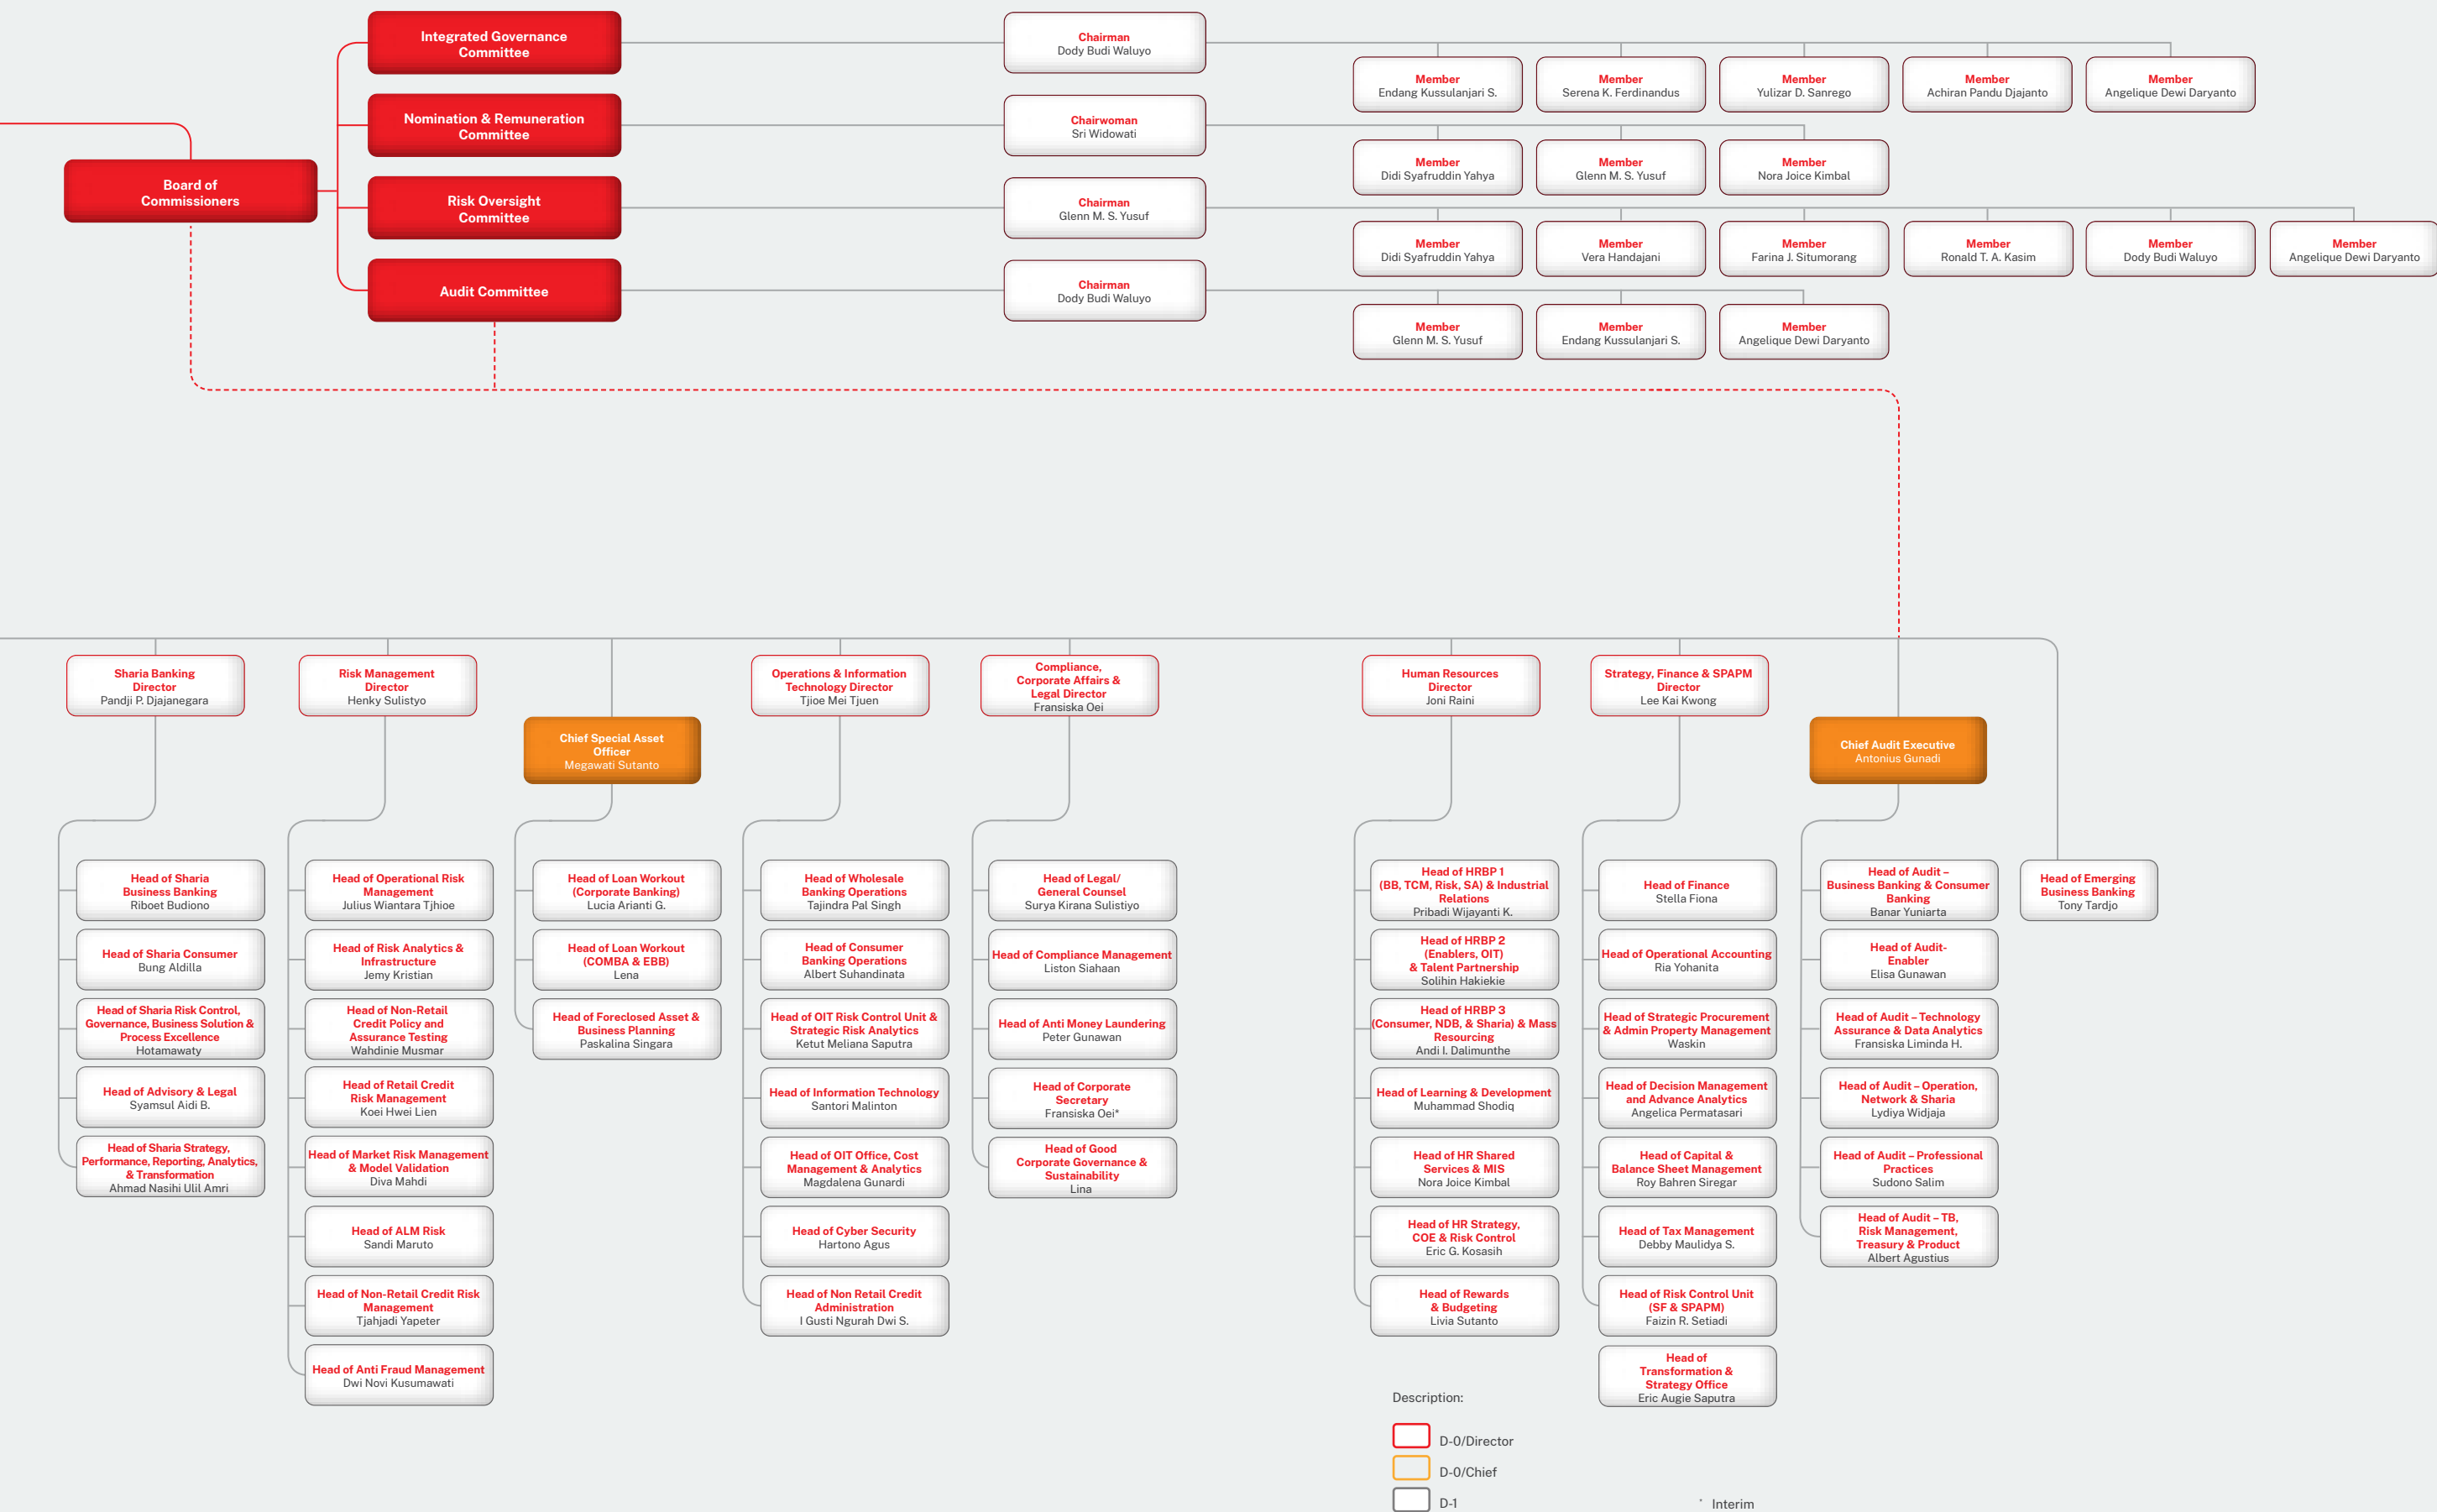 Integrated Governance
Committee
Chairman
Dody Budi Waluyo
Member
Endang Kussulanjari S.
Member
Serena K. Ferdinandus
Member
Yulizar D. Sanrego
Member
Achiran Pandu Djajanto
Member
Angelique Dewi Daryanto
Nomination & Remuneration
Committee
Chairwoman
Sri Widowati
Member
Didi Syafruddin Yahya
Member
Glenn M. S. Yusuf
Member
Nora Joice Kimbal
Board of
Commissioners
Risk Oversight
Committee
Chairman
Glenn M. S. Yusuf
Member
Didi Syafruddin Yahya
Member
Vera Handajani
Member
Farina J. Situmorang
Member
Ronald T. A. Kasim
Member
Dody Budi Waluyo
Member
Angelique Dewi Daryanto
Audit Committee
Chairman
Dody Budi Waluyo
Member
Glenn M. S. Yusuf
Member
Endang Kussulanjari S.
Member
Angelique Dewi Daryanto
Sharia Banking
Director
Pandji P. Djajanegara
Head of Sharia
Business Banking
Riboet Budiono
Head of Sharia Consumer
Bung Aldilla
Head of Sharia Risk Control,
Governance, Business Solution &
Process Excellence
Hotamawaty
Head of Advisory & Legal
Syamsul Aidi B.
Head of Sharia Strategy,
Performance, Reporting, Analytics,
& Transformation
Ahmad Nasihi Ulil Amri
Risk Management
Director
Henky Sulistyo
Head of Operational Risk
Management
Julius Wiantara Tjhioe
Head of Risk Analytics &
Infrastructure
Jemy Kristian
Head of Non-Retail
Credit Policy and
Assurance Testing
Wahdinie Musmar
Head of Retail Credit
Risk Management
Koei Hwei Lien
Head of Market Risk Management
& Model Validation
Diva Mahdi
Head of ALM Risk
Sandi Maruto
Head of Non-Retail Credit Risk
Management
Tjahjadi Yapeter
Head of Anti Fraud Management
Dwi Novi Kusumawati
Chief Special Asset
Officer
Megawati Sutanto
Head of Loan Workout
(Corporate Banking)
Lucia Arianti G.
Head of Loan Workout
(COMBA & EBB)
Lena
Head of Foreclosed Asset &
Business Planning
Paskalina Singara
Operations & Information
Technology Director
Tjioe Mei Tjuen
Head of Wholesale
Banking Operations
Tajindra Pal Singh
Head of Consumer
Banking Operations
Albert Suhandinata
Head of OIT Risk Control Unit &
Strategic Risk Analytics
Ketut Meliana Saputra
Head of Information Technology
Santori Malinton
Head of OIT Office, Cost
Management & Analytics
Magdalena Gunardi
Head of Cyber Security
Hartono Agus
Head of Non Retail Credit
Administration
I Gusti Ngurah Dwi S.
Compliance,
Corporate Affairs &
Legal Director
Fransiska Oei
Head of Legal/
General Counsel
Surya Kirana Sulistiyo
Head of Compliance Management
Liston Siahaan
Head of Anti Money Laundering
Peter Gunawan
Head of Corporate
Secretary
Fransiska Oei*
Head of Good
Corporate Governance &
Sustainability
Lina
Human Resources
Director
Joni Raini
Head of HRBP 1
(BB, TCM, Risk, SA) & Industrial
Relations
Pribadi Wijayanti K.
Head of HRBP 2
(Enablers, OIT)
& Talent Partnership
Solihin Hakiekie
Head of HRBP 3
(Consumer, NDB, & Sharia) & Mass
Resourcing
Andi I. Dalimunthe
Head of Learning & Development
Muhammad Shodiq
Head of HR Shared
Services & MIS
Nora Joice Kimbal
Head of HR Strategy,
COE & Risk Control
Eric G. Kosasih
Head of Rewards
& Budgeting
Livia Sutanto
Strategy, Finance & SPAPM
Director
Lee Kai Kwong
Head of Finance
Stella Fiona
Head of Operational Accounting
Ria Yohanita
Head of Strategic Procurement
& Admin Property Management
Waskin
Head of Decision Management
and Advance Analytics
Angelica Permatasari
Head of Capital &
Balance Sheet Management
Roy Bahren Siregar
Head of Tax Management
Debby Maulidya S.
Head of Risk Control Unit
(SF & SPAPM)
Faizin R. Setiadi
Head of
Transformation &
Strategy Office
Eric Augie Saputra
Chief Audit Executive
Antonius Gunadi
Head of Audit –
Business Banking & Consumer
Banking
Banar Yuniarta
Head of Audit-
Enabler
Elisa Gunawan
Head of Audit – Technology
Assurance & Data Analytics
Fransiska Liminda H.
Head of Audit – Operation,
Network & Sharia
Lydiya Widjaja
Head of Audit – Professional
Practices
Sudono Salim
Head of Audit – TB,
Risk Management,
Treasury & Product
Albert Agustius
Head of Emerging
Business Banking
Tony Tardjo
Description:
D-0/Director
D-0/Chief
D-1
* Interim